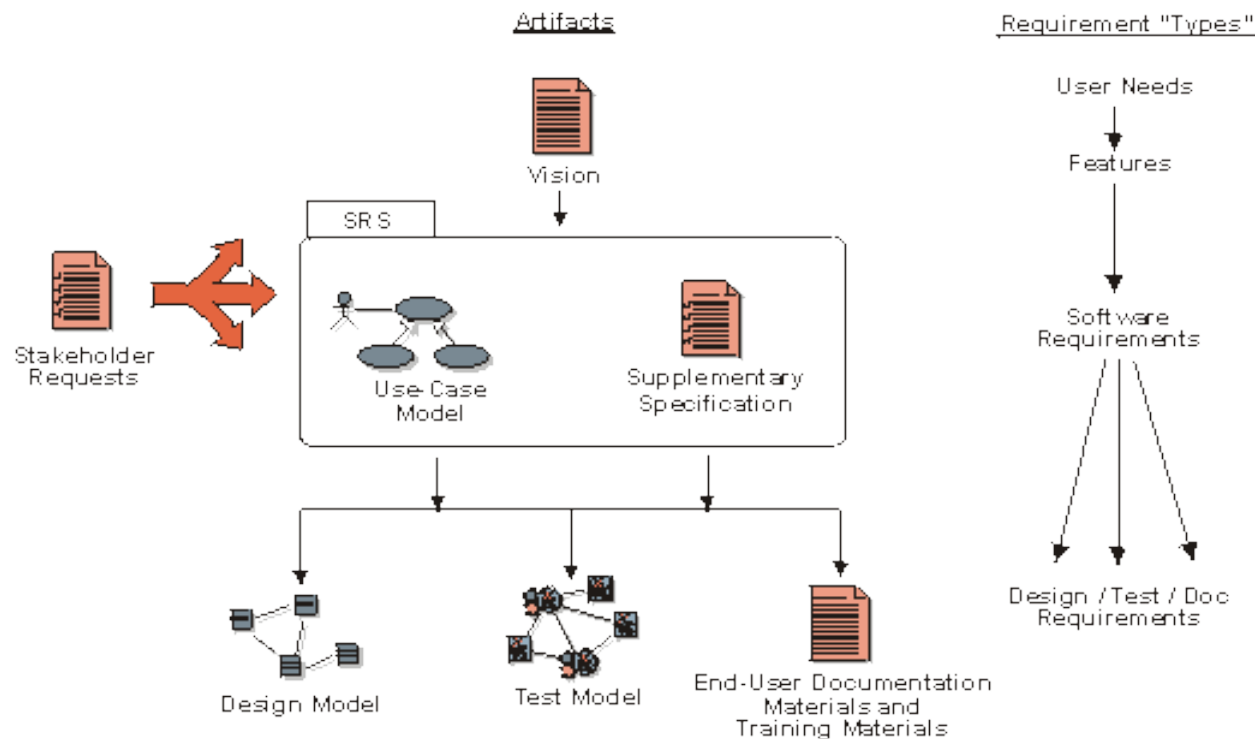 Artifacts
Requirement "Types"
User Needs
Vision
Features
SRS
Stakeholder
Requests
Use-Case
Model
Supplementary
Specification
Software
Requirements
Design Model
Test Model
End-User Documentation
Materials and
Training Materials
Design / Test / Doc
Requirements